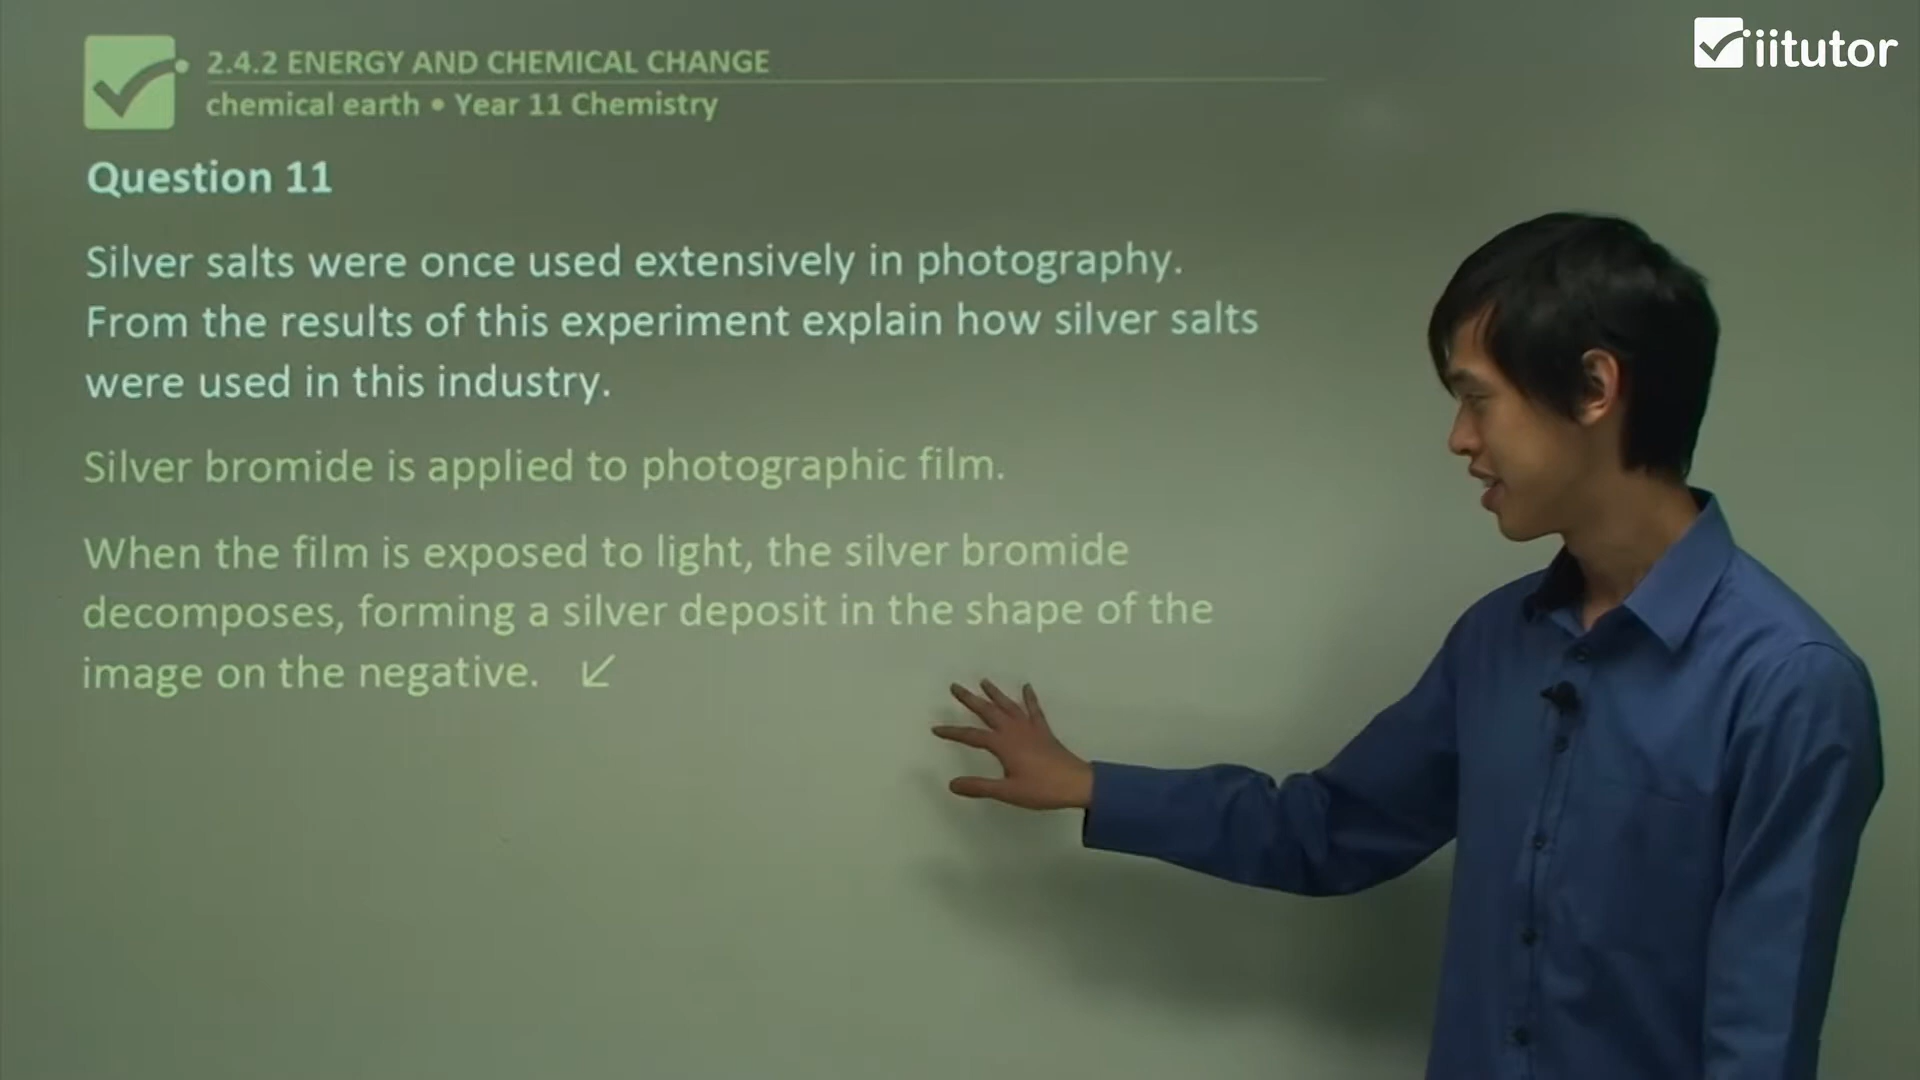 iitutor
2.4.2 ENERGY AND CHEMICAL CHANGE
chemical earth • Year 11 Chemistry
Question 11
Silver salts were once used extensively in photography.
From the results of this experiment explain how silver salts
were used in this industry.
Silver bromide is applied to photographic film.
When the film is exposed to light, the silver bromide
decomposes, forming a silver deposit in the shape of the
image on the negative. ↙